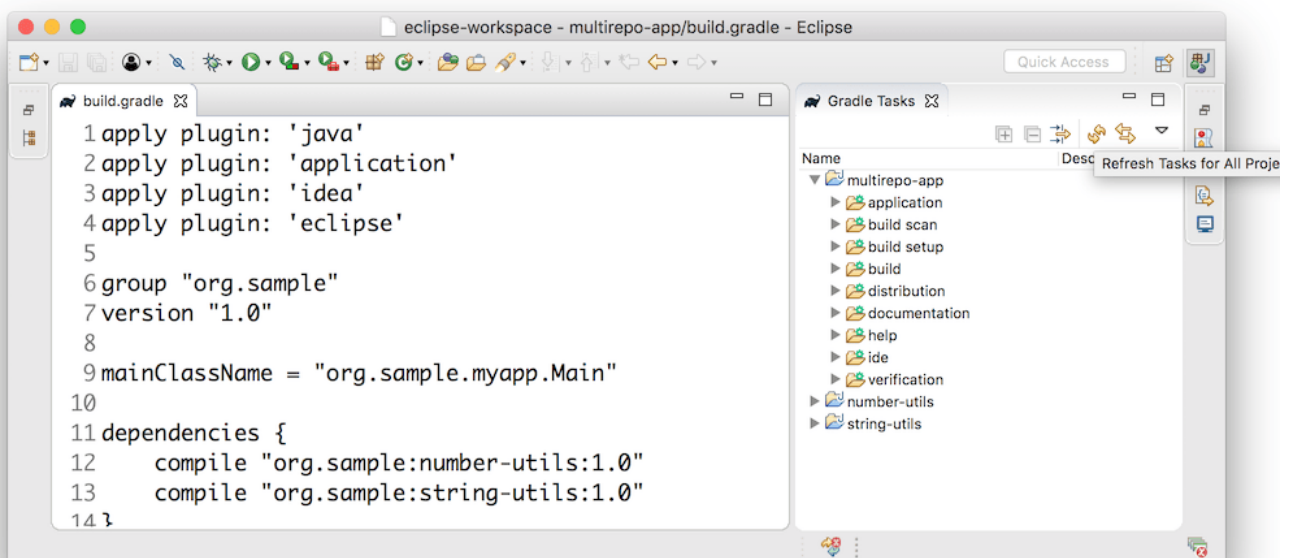 eclipse-workspace - multirepo-app/build.gradle - Eclipse
Quick Access
build.gradle
1 apply plugin: 'java'
2 apply plugin: 'application'
3 apply plugin: 'idea'
4 apply plugin: 'eclipse'
5
6 group "org.sample"
7 version "1.0"
8
9 mainClassName = "org.sample.myapp.Main"
10
11 dependencies {
12 compile "org.sample:number-utils:1.0"
13 compile "org.sample:string-utils:1.0"
14 }
Gradle Tasks
Name Desc
Refresh Tasks for All Proje
multirepo-app
application
build scan
build setup
build
distribution
documentation
help
ide
verification
number-utils
string-utils